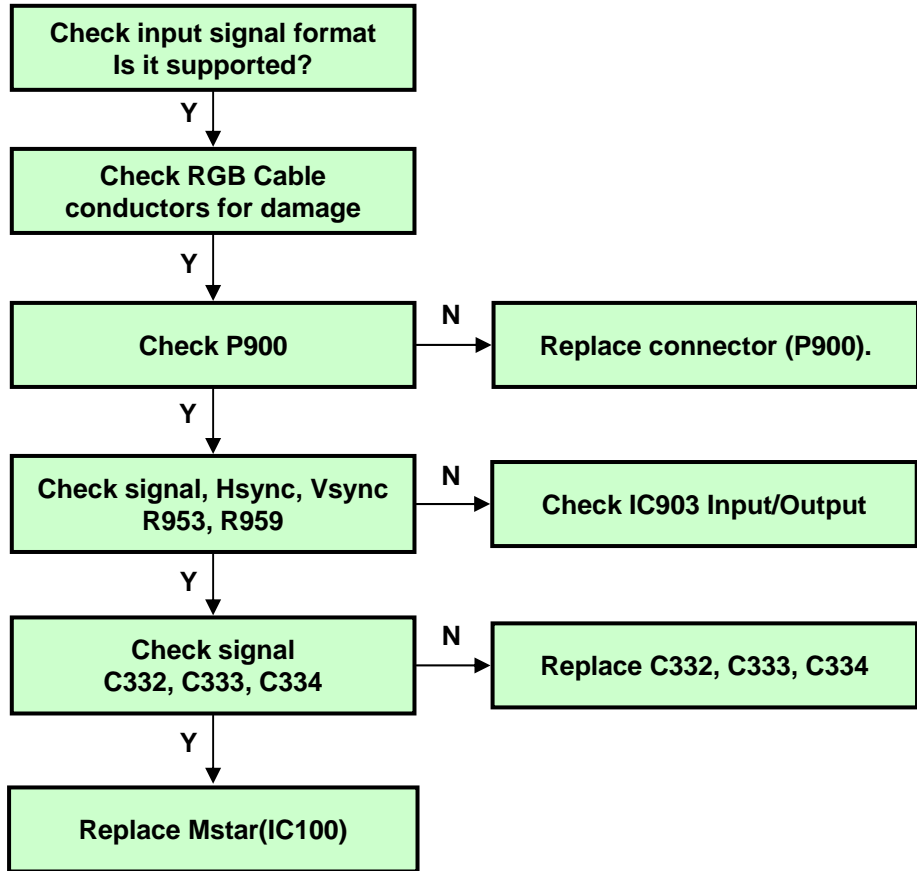 Check input signal format
Is it supported?
Y
Check RGB Cable
conductors for damage
Y
Check P900
N
Replace connector (P900).
Y
Check signal, Hsync, Vsync
R953, R959
N
Check IC903 Input/Output
Y
Check signal
C332, C333, C334
N
Replace C332, C333, C334
Y
Replace Mstar(IC100)